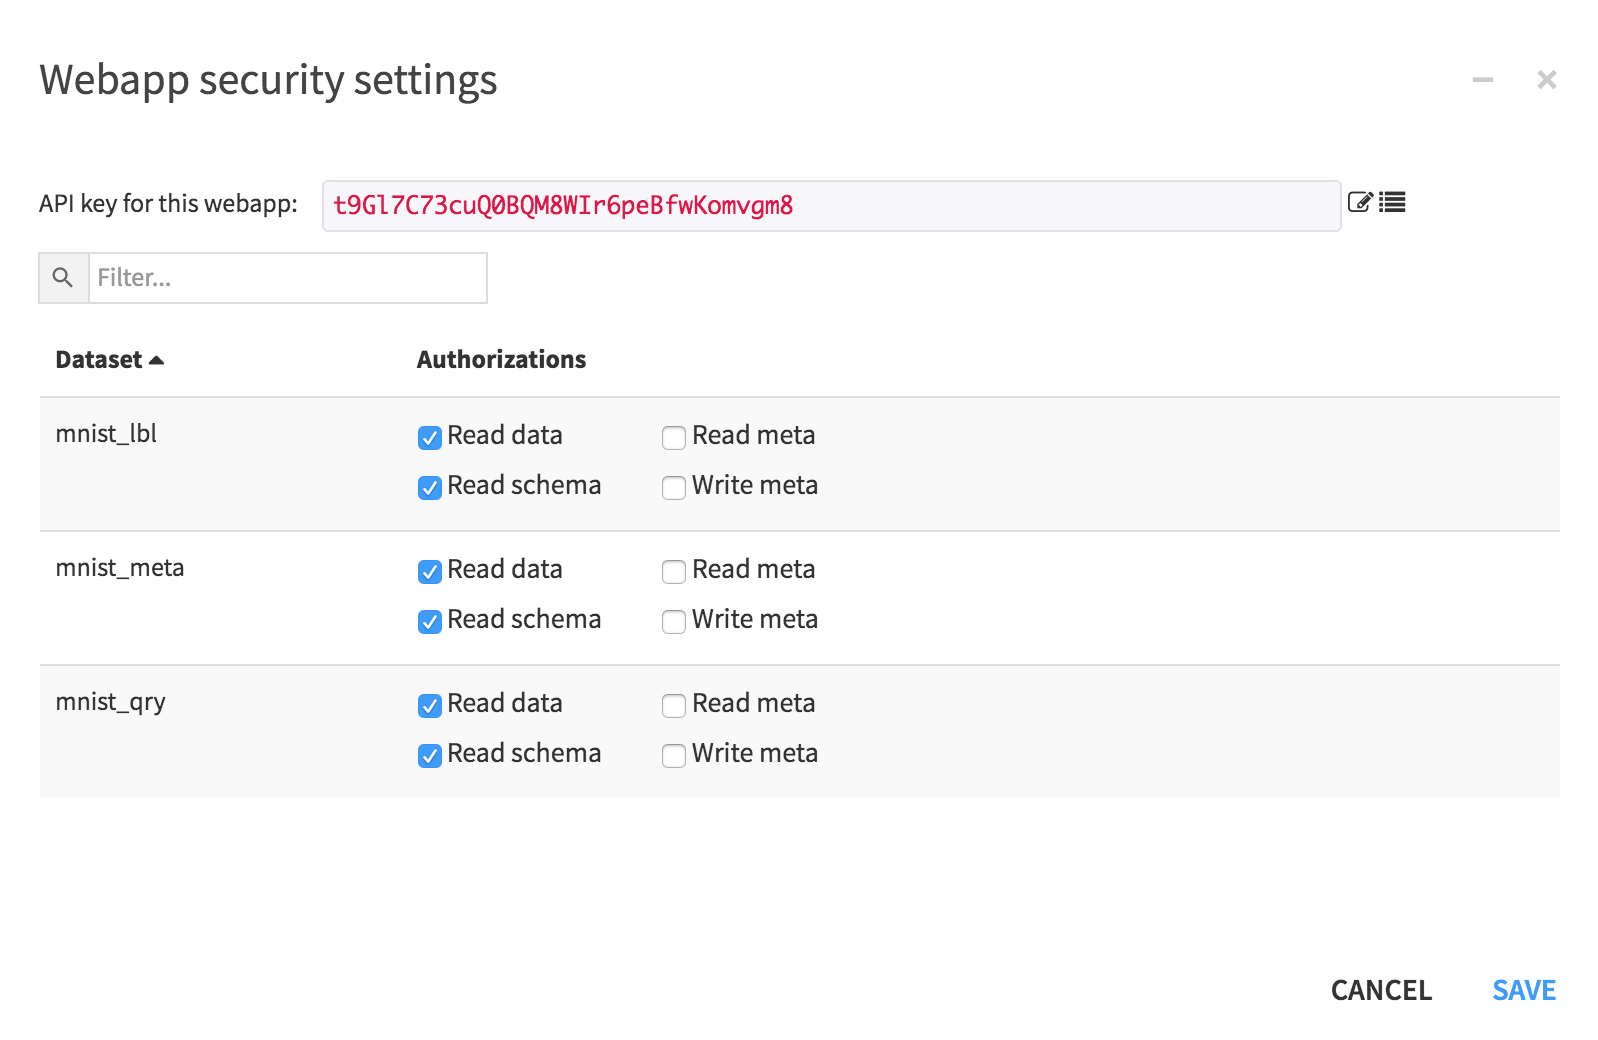 Webapp security settings
API key for this webapp: t9Gl7C73cuQ0BQM8WIr6peBfwKomvgm8
Filter...
Dataset Authorizations
mnist_lbl Read data Read meta
Read schema Write meta
mnist_meta Read data Read meta
Read schema Write meta
mnist_qry Read data Read meta
Read schema Write meta
CANCEL SAVE